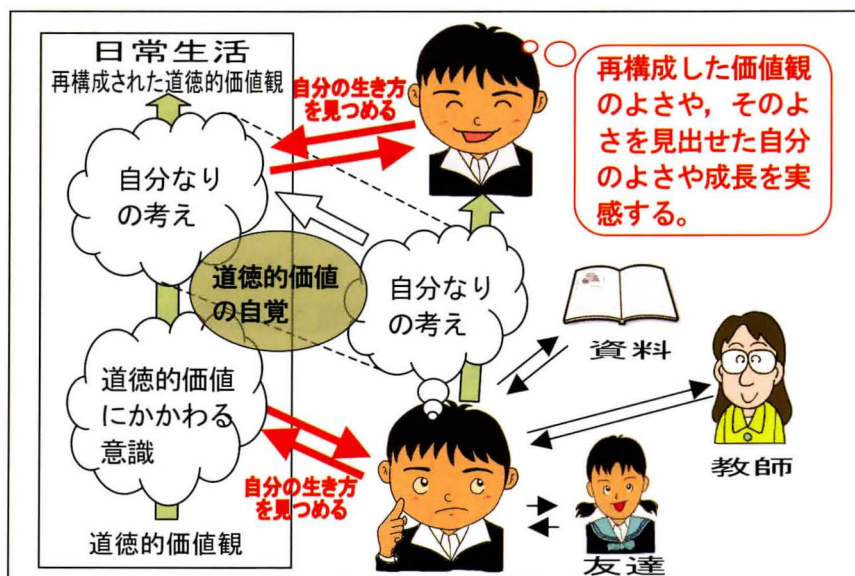 日常生活
再構成された道徳的価値観
自分の生き方
を見つめる
再構成した価値観
のよさや，そのよ
さを見出せた自分
のよさや成長を実
感する。
自分なり
の考え
道徳的価値
の自覚
自分なり
の考え
資料
道徳的価値
にかかわる
意識
教師
自分の生き方
を見つめる
道徳的価値観
友達